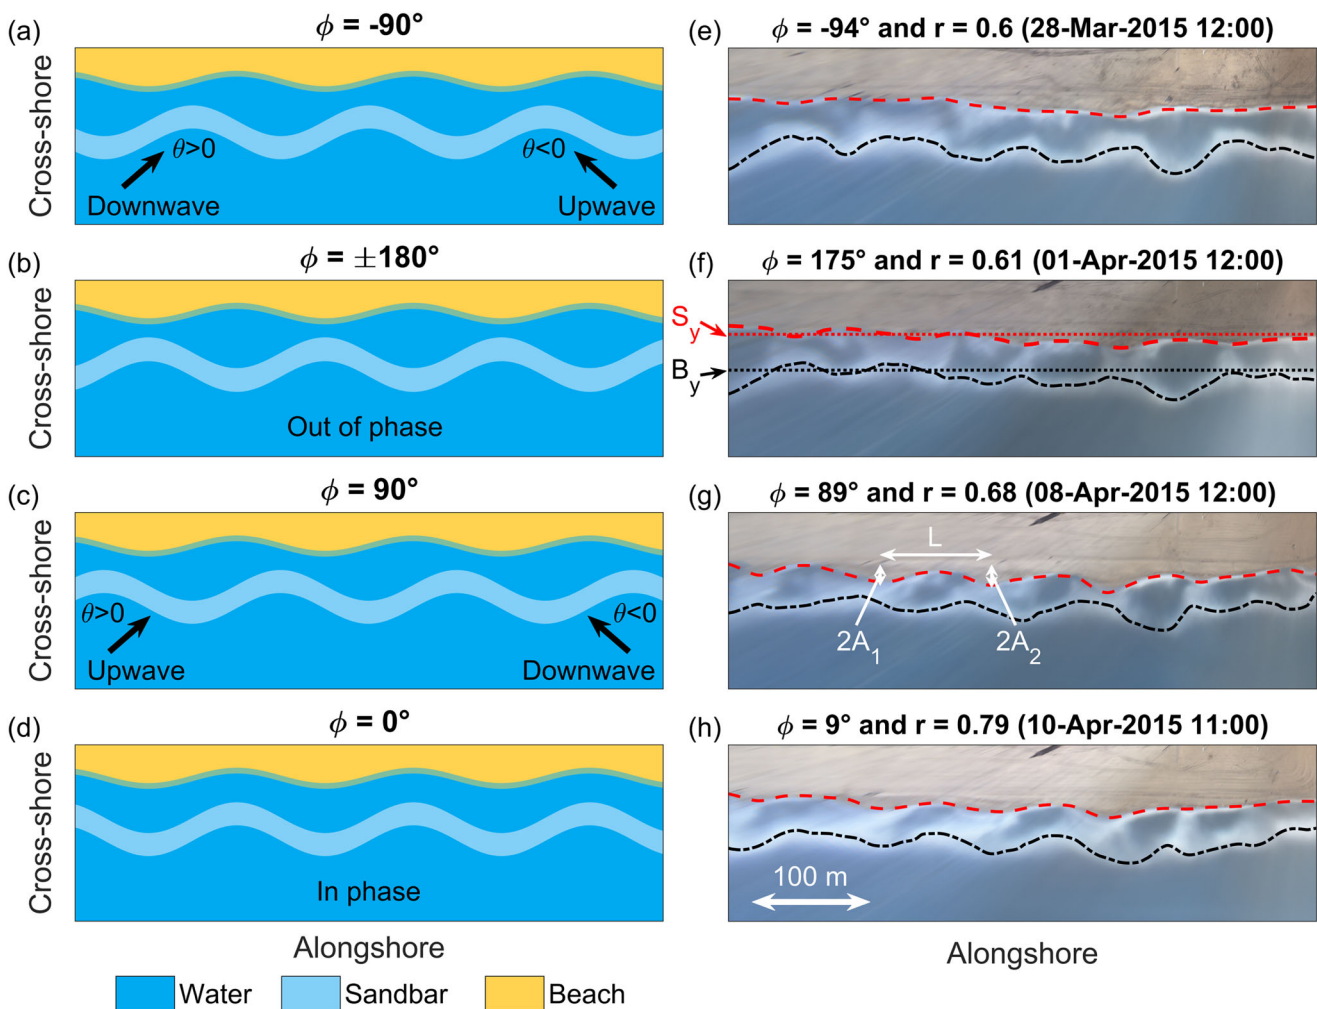 (a)
ϕ = -90°
Cross-shore
θ>0
θ<0
Downwave
Upwave
(b)
ϕ = ±180°
Cross-shore
Out of phase
(c)
ϕ = 90°
Cross-shore
θ>0
θ<0
Upwave
Downwave
(d)
ϕ = 0°
Cross-shore
In phase
Alongshore
Water
Sandbar
Beach
(e)
ϕ = -94° and r = 0.6 (28-Mar-2015 12:00)
(f)
ϕ = 175° and r = 0.61 (01-Apr-2015 12:00)
S_y
B_y
(g)
ϕ = 89° and r = 0.68 (08-Apr-2015 12:00)
L
2A₁
2A₂
(h)
ϕ = 9° and r = 0.79 (10-Apr-2015 11:00)
100 m
Alongshore